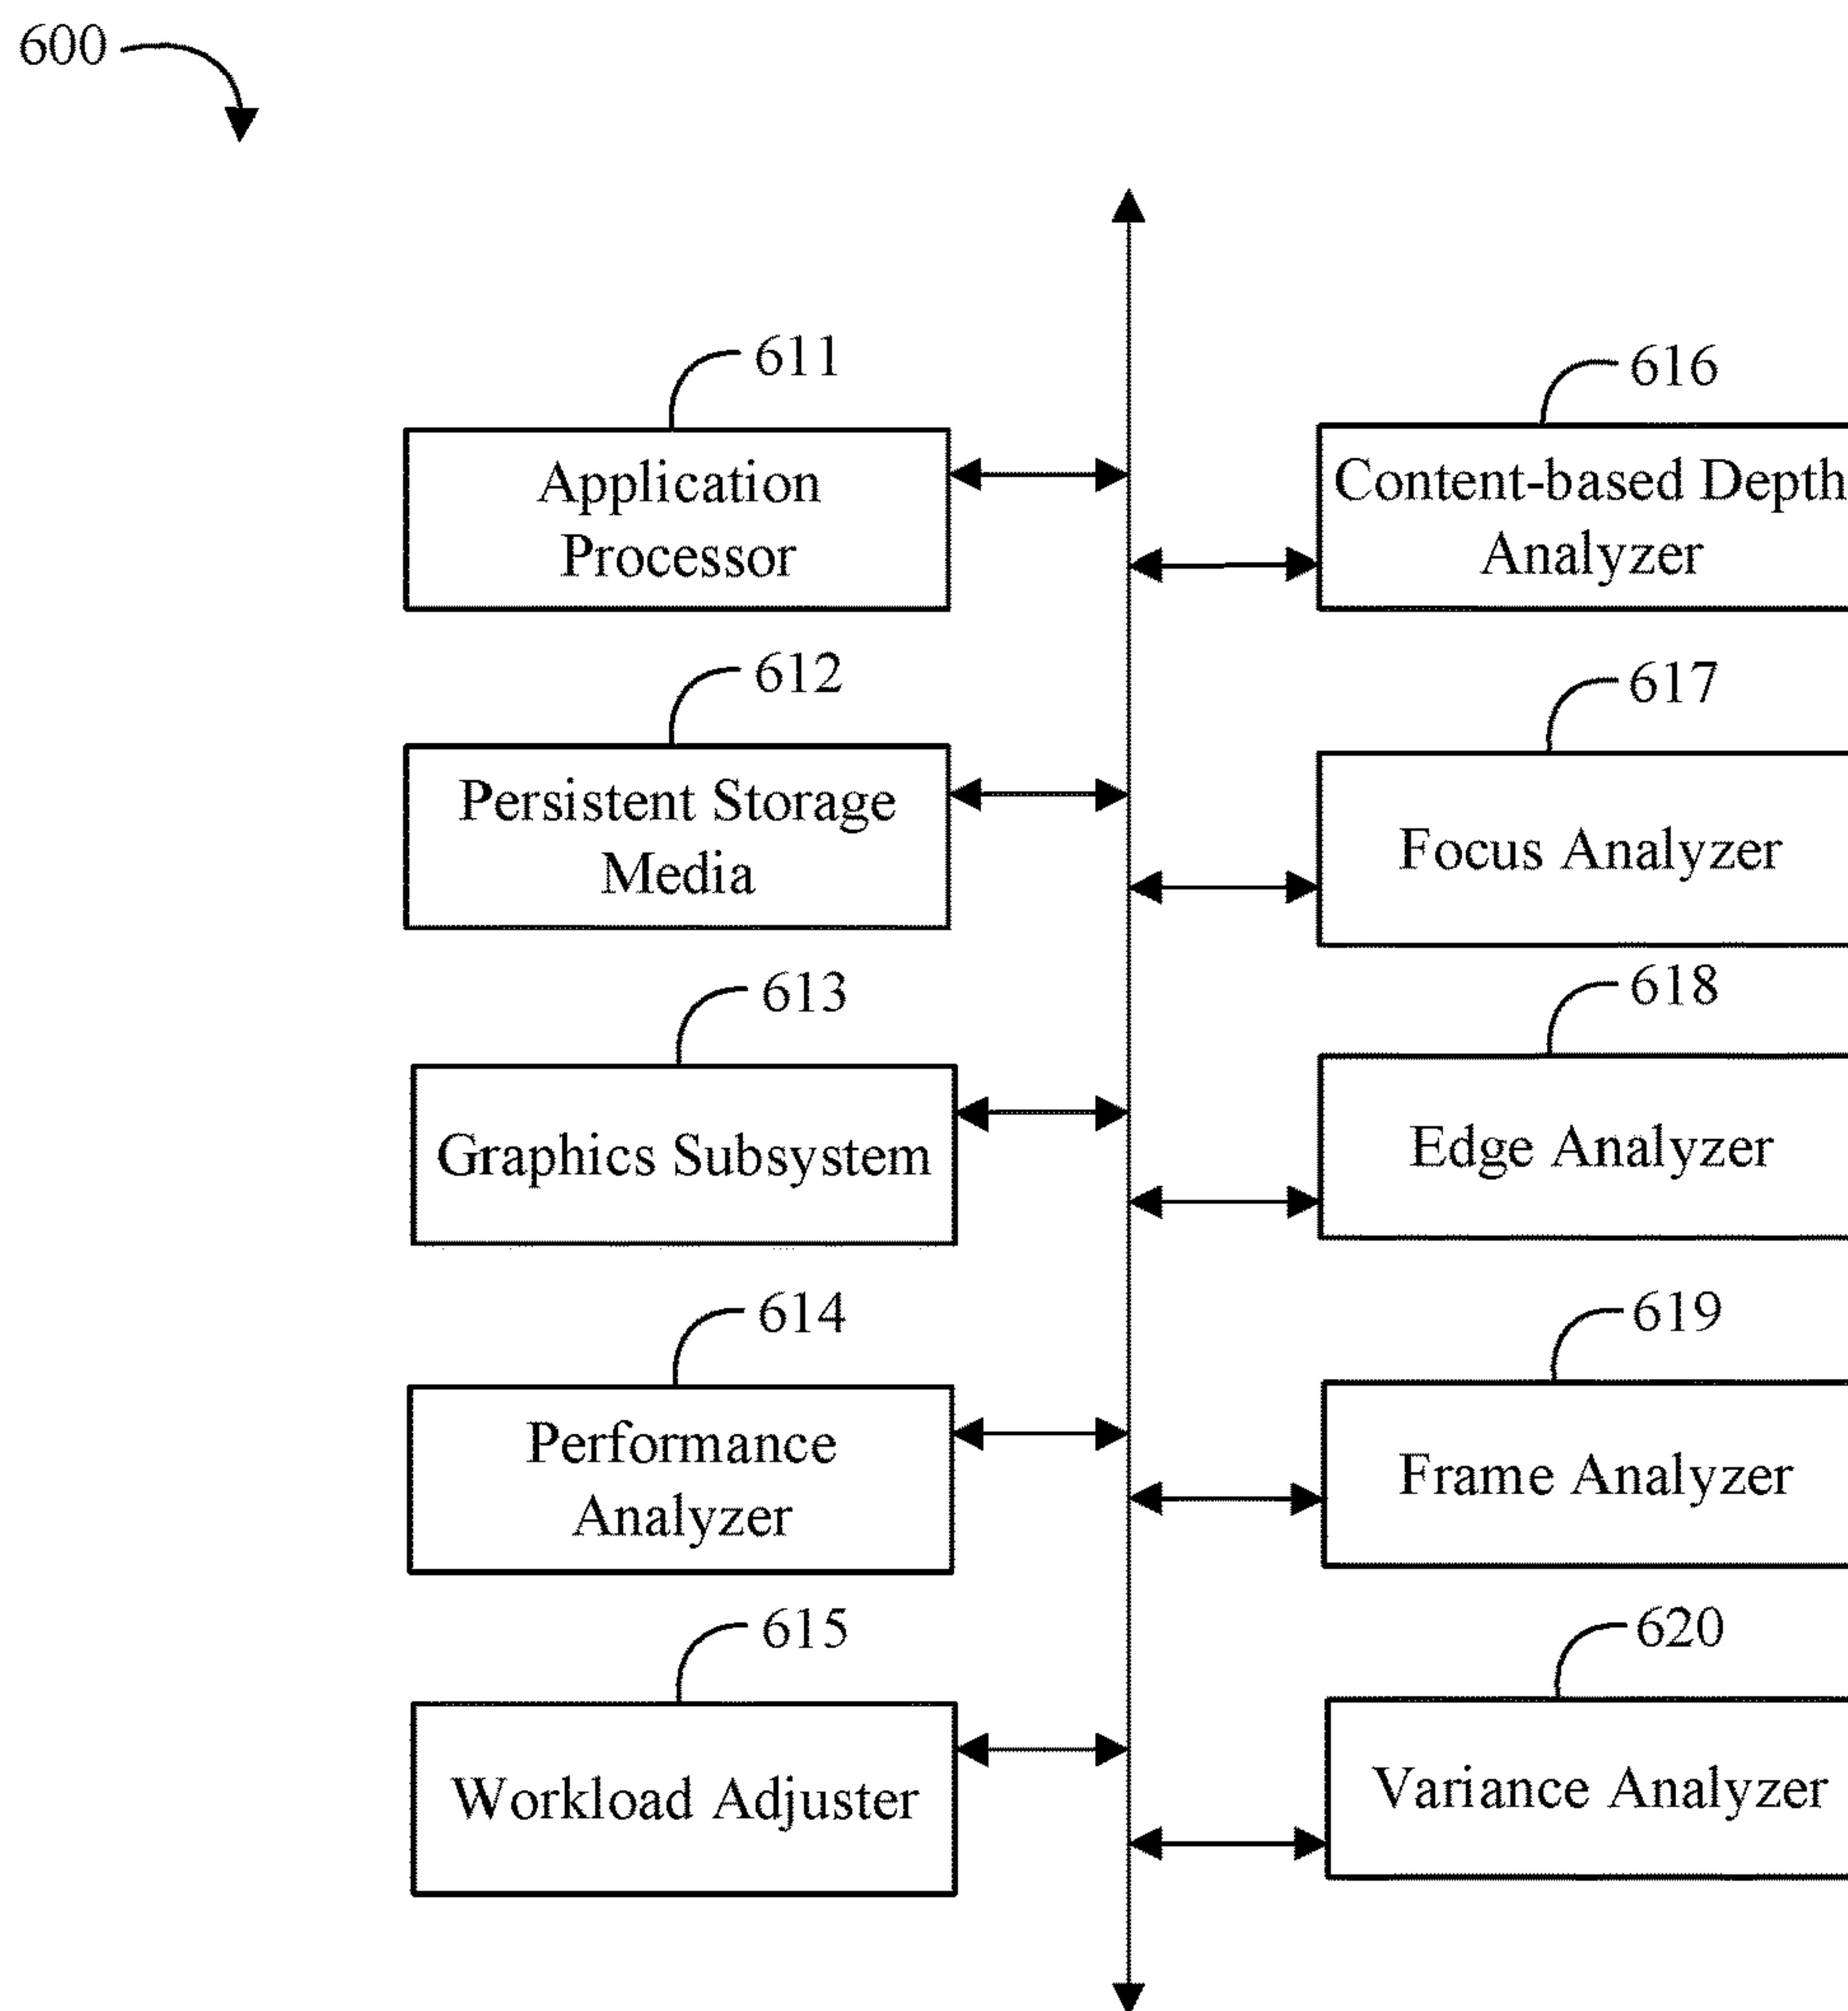 600
611
Application
Processor
616
Content-based Depth
Analyzer
612
Persistent Storage
Media
617
Focus Analyzer
613
Graphics Subsystem
618
Edge Analyzer
614
Performance
Analyzer
619
Frame Analyzer
615
Workload Adjuster
620
Variance Analyzer